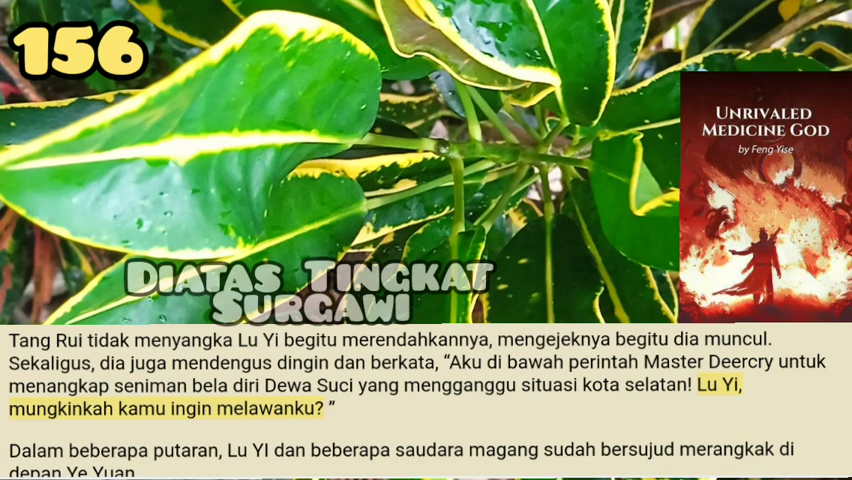 156
UNRIVALED
MEDICINE GOD
by Feng Yise
DIATAS TINGKAT
SURGAWI
Tang Rui tidak menyangka Lu Yi begitu merendahkannya, mengejeknya begitu dia muncul.
Sekaligus, dia juga mendengus dingin dan berkata, “Aku di bawah perintah Master Deercry untuk
menangkap seniman bela diri Dewa Suci yang mengganggu situasi kota selatan! Lu Yi,
mungkinkah kamu ingin melawanku? ”
Dalam beberapa putaran, Lu YI dan beberapa saudara magang sudah bersujud merangkak di
depan Ye Yuan